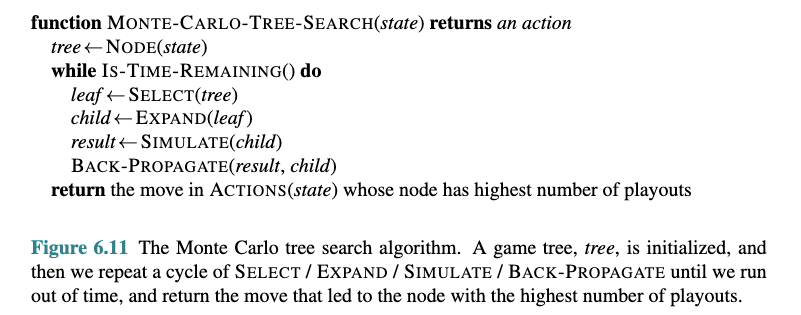 function MONTE-CARLO-TREE-SEARCH(state) returns an action
tree ← NODE(state)
while IS-TIME-REMAINING() do
leaf ← SELECT(tree)
child ← EXPAND(leaf)
result ← SIMULATE(child)
BACK-PROPAGATE(result, child)
return the move in ACTIONS(state) whose node has highest number of playouts
Figure 6.11 The Monte Carlo tree search algorithm. A game tree, tree, is initialized, and
then we repeat a cycle of SELECT / EXPAND / SIMULATE / BACK-PROPAGATE until we run
out of time, and return the move that led to the node with the highest number of playouts.